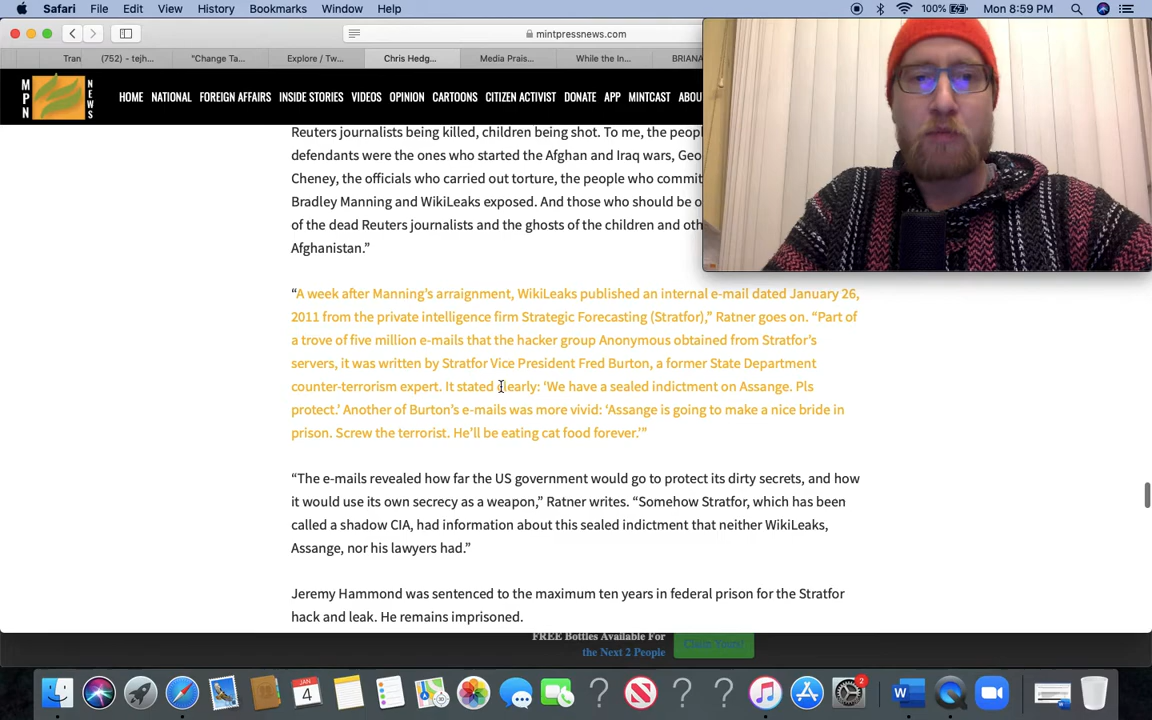 Safari File Edit View History Bookmarks Window Help 100% Mon 8:59 PM
mintpressnews.com
Tran (752) - tejh... "Change Ta... Explore / Tw... Chris Hedg... Media Prais... While the In... BRIANA
MPN NEWS HOME NATIONAL FOREIGN AFFAIRS INSIDE STORIES VIDEOS OPINION CARTOONS CITIZEN ACTIVIST DONATE APP MINTCAST ABOU
Reuters journalists being killed, children being shot. To me, the peop
defendants were the ones who started the Afghan and Iraq wars, Geo
Cheney, the officials who carried out torture, the people who commit
Bradley Manning and WikiLeaks exposed. And those who should be o
of the dead Reuters journalists and the ghosts of the children and oth
Afghanistan.”
“A week after Manning’s arraignment, WikiLeaks published an internal e-mail dated January 26,
2011 from the private intelligence firm Strategic Forecasting (Stratfor),” Ratner goes on. “Part of
a trove of five million e-mails that the hacker group Anonymous obtained from Stratfor’s
servers, it was written by Stratfor Vice President Fred Burton, a former State Department
counter-terrorism expert. It stated clearly: ‘We have a sealed indictment on Assange. Pls
protect.’ Another of Burton’s e-mails was more vivid: ‘Assange is going to make a nice bride in
prison. Screw the terrorist. He’ll be eating cat food forever.’”
“The e-mails revealed how far the US government would go to protect its dirty secrets, and how
it would use its own secrecy as a weapon,” Ratner writes. “Somehow Stratfor, which has been
called a shadow CIA, had information about this sealed indictment that neither WikiLeaks,
Assange, nor his lawyers had.”
Jeremy Hammond was sentenced to the maximum ten years in federal prison for the Stratfor
hack and leak. He remains imprisoned.
FREE Bottles Available For
the Next 2 People
JAN
4
2